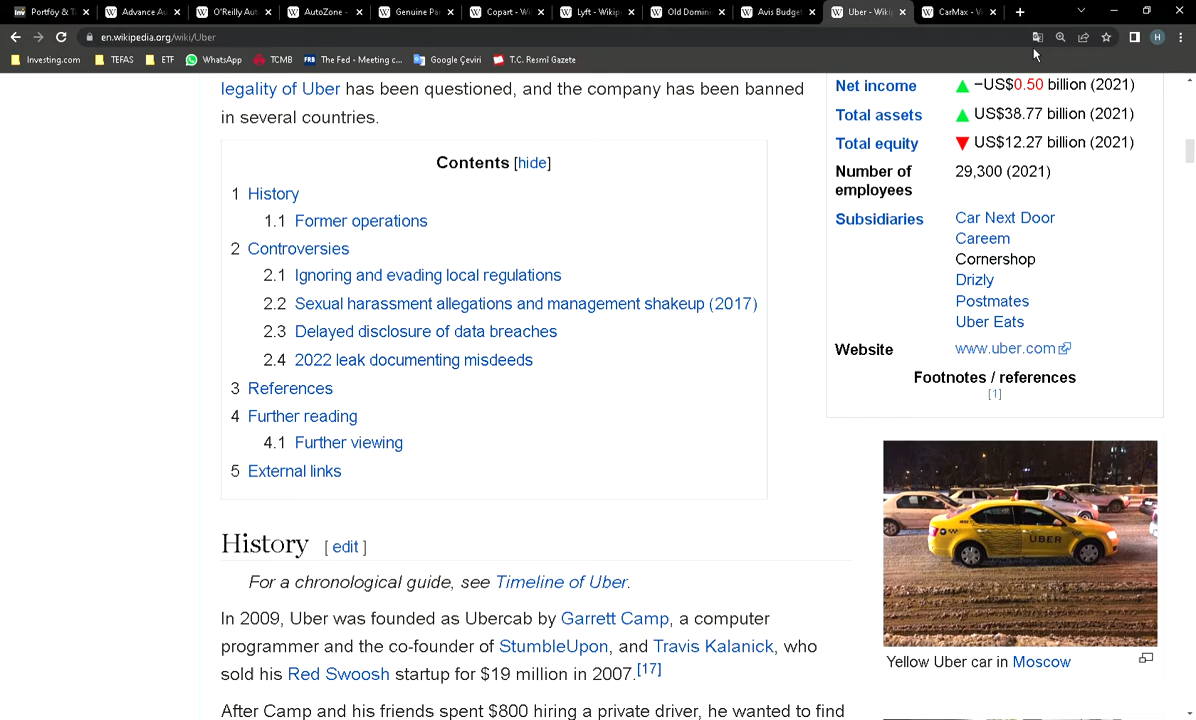 Portföy & T
Advance Au
O'Reilly Aut
AutoZone -
Genuine Pa
Copart - Wi
Lyft - Wikip
Old Domini
Avis Budget
Uber - Wiki
CarMax - W
en.wikipedia.org/wiki/Uber
H
Investing.com
TEFAS
ETF
WhatsApp
TCMB
FRB The Fed - Meeting c...
Google Çeviri
T.C. Resmî Gazete
legality of Uber has been questioned, and the company has been banned
in several countries.
Contents [hide]
1 History
1.1 Former operations
2 Controversies
2.1 Ignoring and evading local regulations
2.2 Sexual harassment allegations and management shakeup (2017)
2.3 Delayed disclosure of data breaches
2.4 2022 leak documenting misdeeds
3 References
4 Further reading
4.1 Further viewing
5 External links
History [ edit ]
For a chronological guide, see Timeline of Uber.
In 2009, Uber was founded as Ubercab by Garrett Camp, a computer
programmer and the co-founder of StumbleUpon, and Travis Kalanick, who
sold his Red Swoosh startup for $19 million in 2007.[17]
After Camp and his friends spent $800 hiring a private driver, he wanted to find
Net income −US$0.50 billion (2021)
Total assets US$38.77 billion (2021)
Total equity US$12.27 billion (2021)
Number of 29,300 (2021)
employees
Subsidiaries Car Next Door
Careem
Cornershop
Drizly
Postmates
Uber Eats
Website www.uber.com
Footnotes / references
[1]
UBER
Yellow Uber car in Moscow